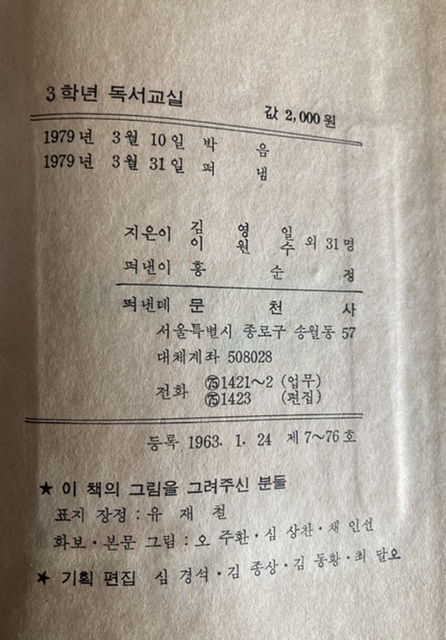 3학년 독서교실
값 2,000원
1979년 3월 10일 박음
1979년 3월 31일 펴냄
지은이 김영일
이원수 외 31명
펴낸이 홍순정
펴낸데 문천사
서울특별시 종로구 송월동 57
대체계좌 508028
전화 ㉕1421~2 (업무)
1423 (편집)
등록 1963. 1. 24 제7~76호
★ 이 책의 그림을 그려주신 분들
표지 장정 : 유재철
화보·본문 그림 : 오주환·심상찬·채인선
★ 기획 편집 심경석·김종상·김동황·최달오